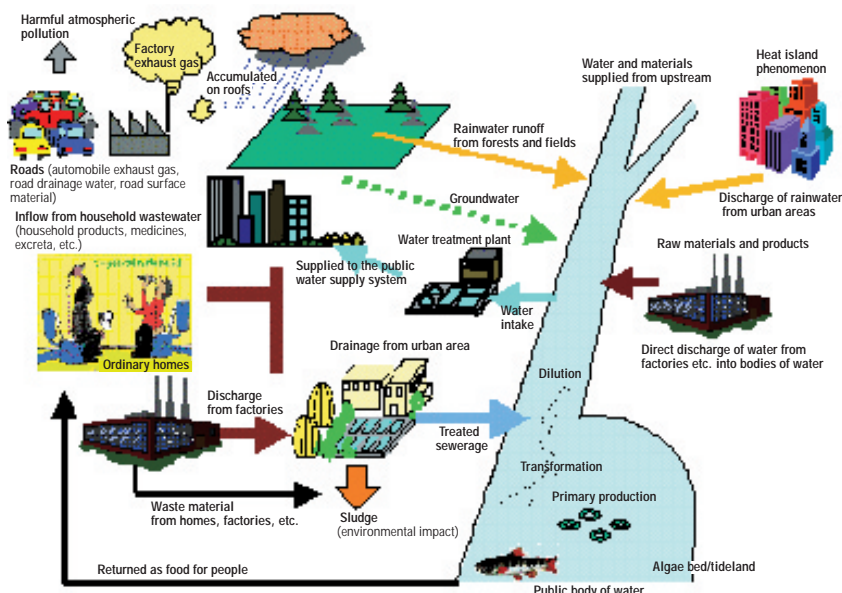 Harmful atmospheric
pollution
Factory
exhaust gas
Accumulated
on roofs
Water and materials
supplied from upstream
Heat island
phenomenon
Rainwater runoff
from forests and fields
Roads (automobile exhaust gas,
road drainage water, road surface
material)
Inflow from household wastewater
(household products, medicines,
excreta, etc.)
Groundwater
Discharge of rainwater
from urban areas
Water treatment plant
Raw materials and products
Supplied to the public
water supply system
Water
intake
Ordinary homes
Drainage from urban area
Direct discharge of water from
factories etc. into bodies of water
Dilution
Discharge
from factories
Treated
sewerage
Transformation
Primary production
Waste material
from homes, factories, etc.
Sludge
(environmental impact)
Returned as food for people
Algae bed/tideland
Public body of water